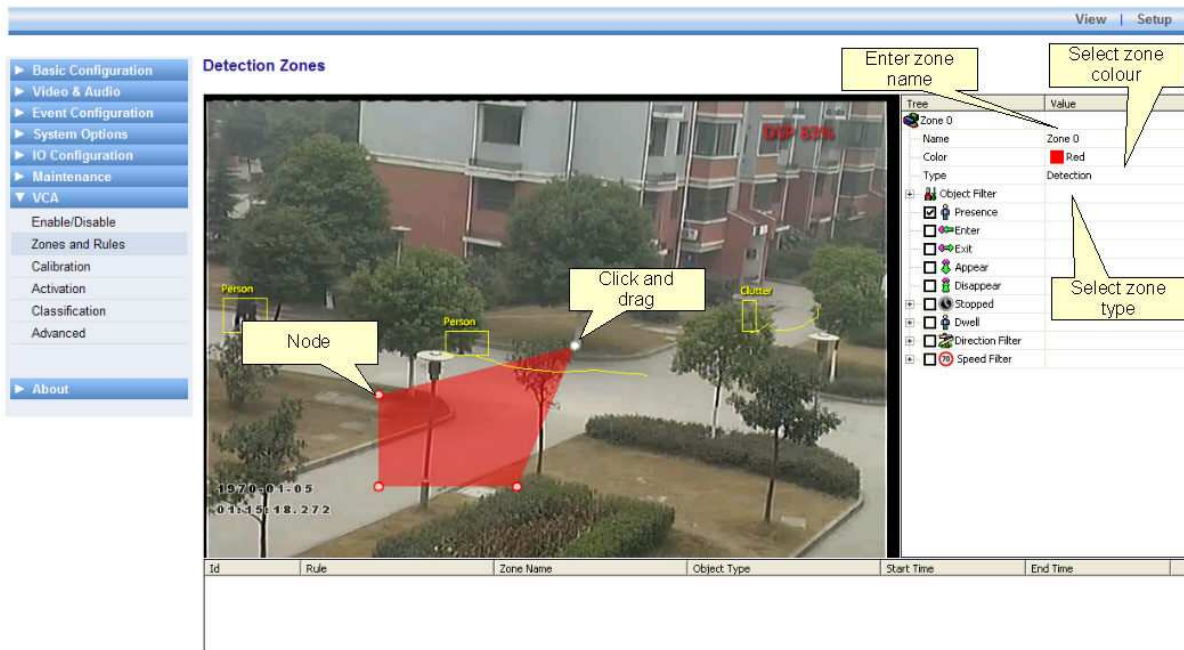 View | Setup
Basic Configuration
Video & Audio
Event Configuration
System Options
IO Configuration
Maintenance
VCA
Enable/Disable
Zones and Rules
Calibration
Activation
Classification
Advanced
About
Detection Zones
Enter zone
name
Select zone
colour
DSP 83%
Person
Person
Clutter
Node
Click and
drag
1970-01-05
01:15:18.272
Tree Value
Zone 0
Name Zone 0
Color Red
Type Detection
Object Filter
Presence
Enter
Exit
Appear
Disappear
Stopped
Dwell
Direction Filter
70 Speed Filter
Select zone
type
Id Rule Zone Name Object Type Start Time End Time